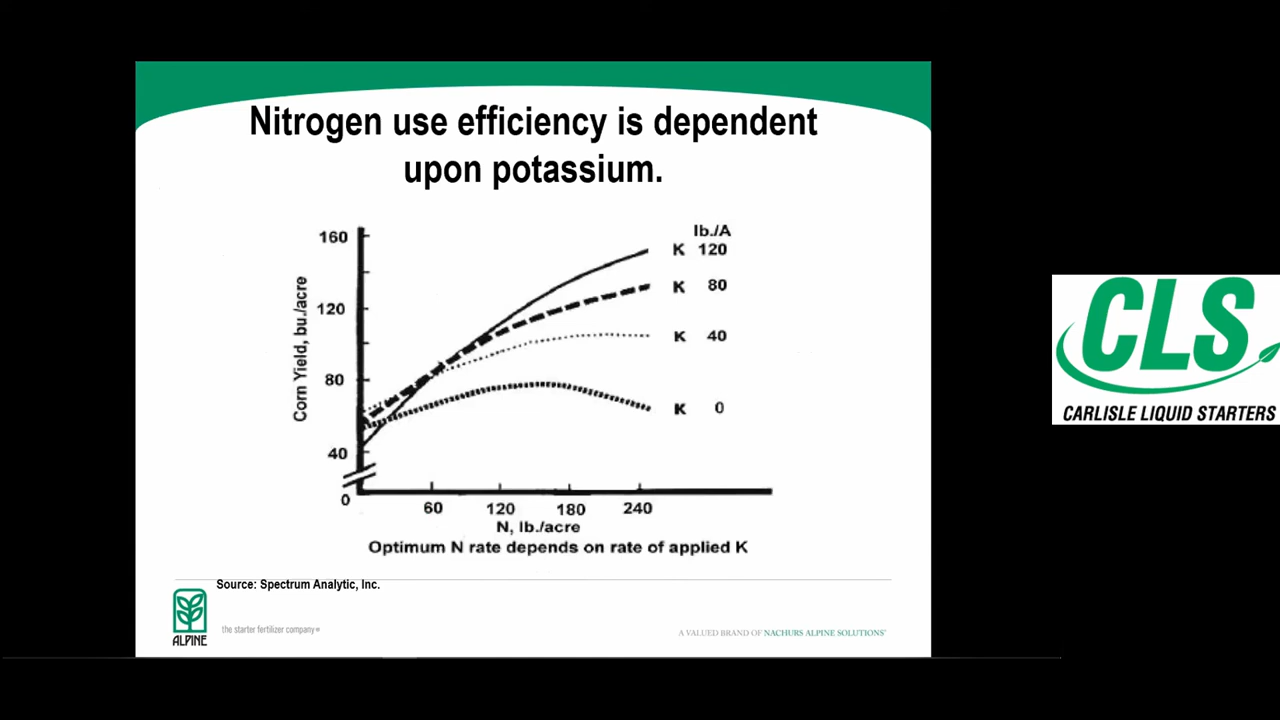 Nitrogen use efficiency is dependent
upon potassium.
lb./A
160
K 120
K 80
Corn Yield, bu./acre
120
K 40
80
K 0
40
0
60 120 180 240
N, lb./acre
Optimum N rate depends on rate of applied K
Source: Spectrum Analytic, Inc.
ALPINE
the starter fertilizer company®
A VALUED BRAND OF NACHURS ALPINE SOLUTIONS®
CLS
CARLISLE LIQUID STARTERS